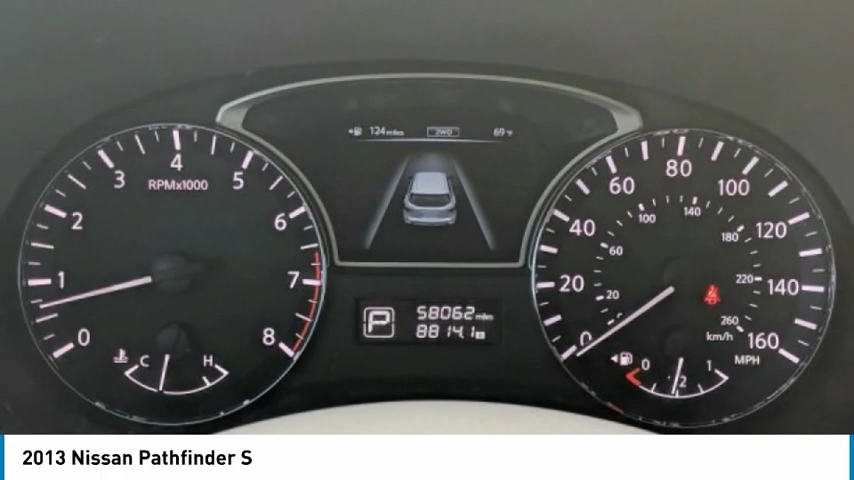 124 miles 2WD 69°F
0 1 2 3 4 5 6 7 8
RPMx1000
C H
P
58062 miles
8814.1
0 20 40 60 80 100 120 140 160
20 60 100 140 180 220 260
km/h
MPH
0 1/2 1
2013 Nissan Pathfinder S